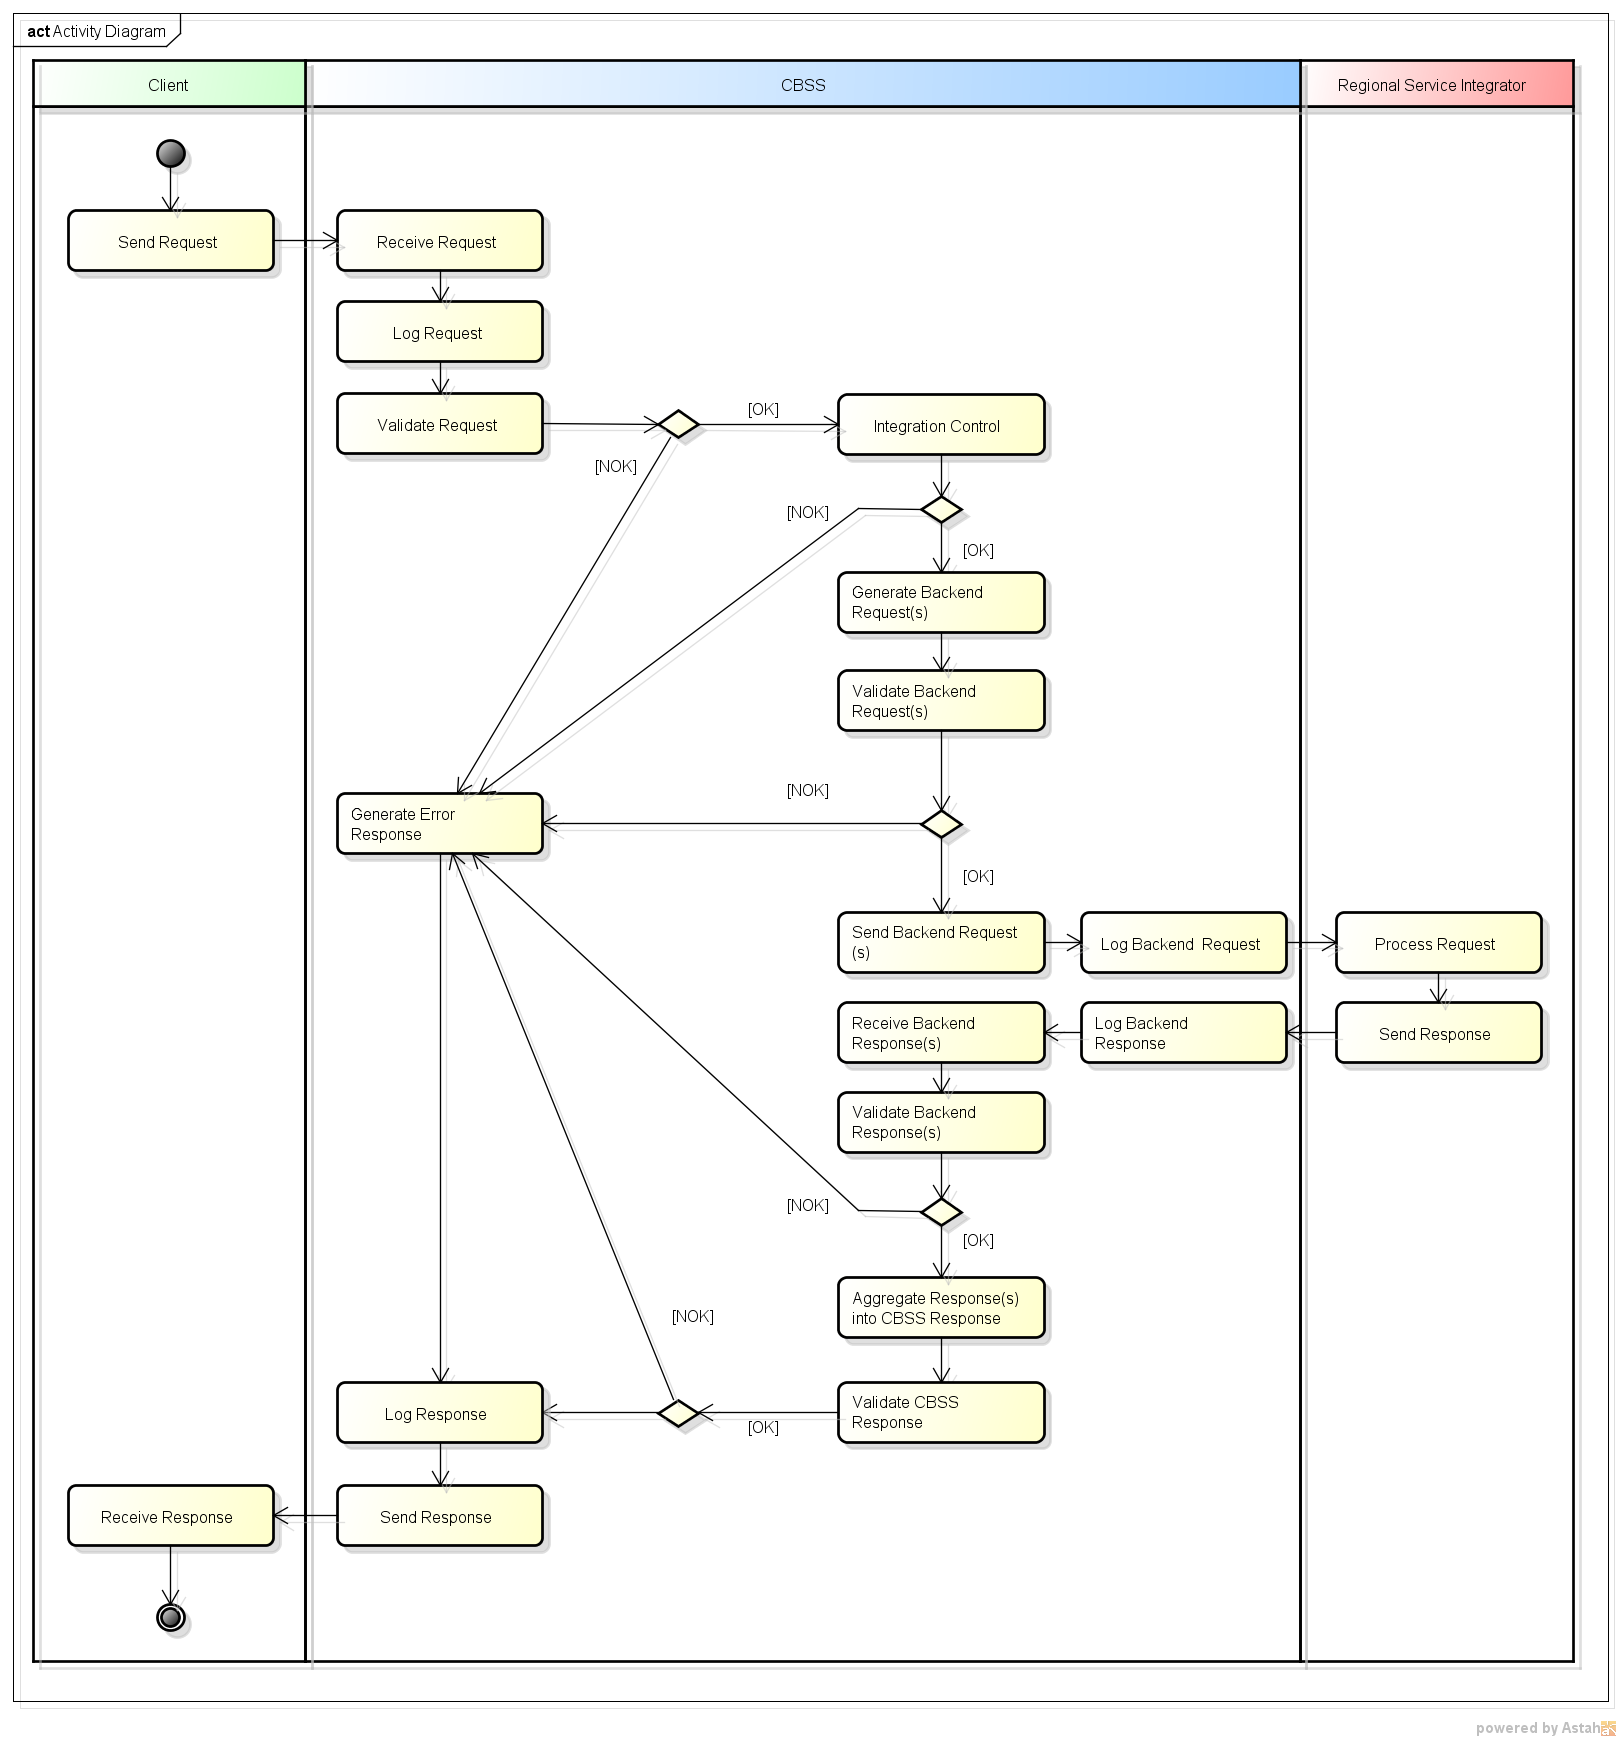 act Activity Diagram
Client
CBSS
Regional Service Integrator
Send Request
Receive Request
Log Request
Validate Request
[OK]
Integration Control
[NOK]
[NOK]
[OK]
Generate Backend
Request(s)
Validate Backend
Request(s)
[NOK]
Generate Error
Response
[OK]
Send Backend Request
(s)
Log Backend  Request
Process Request
Receive Backend
Response(s)
Log Backend
Response
Send Response
Validate Backend
Response(s)
[NOK]
[OK]
Aggregate Response(s)
into CBSS Response
[NOK]
Log Response
[OK]
Validate CBSS
Response
Receive Response
Send Response
powered by Astah